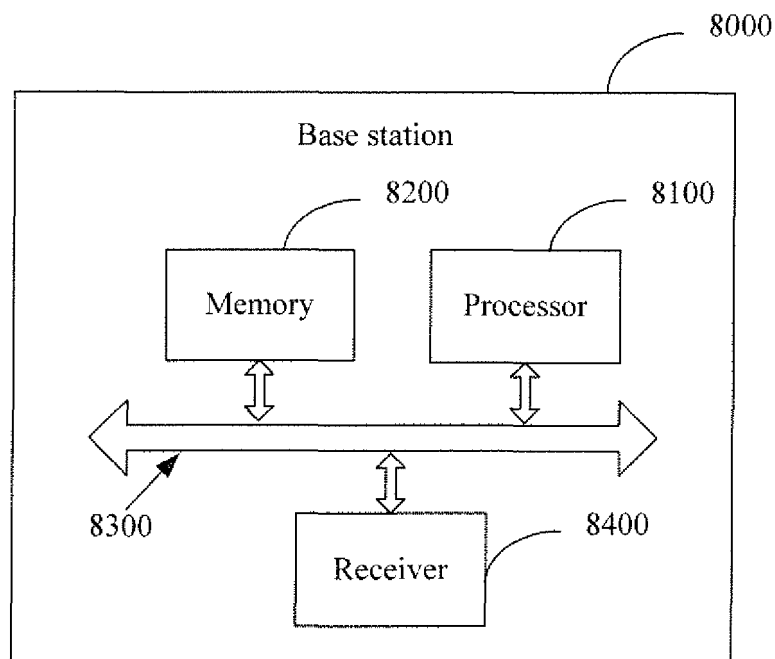 8000
Base station
8200
8100
Memory
Processor
8300
8400
Receiver